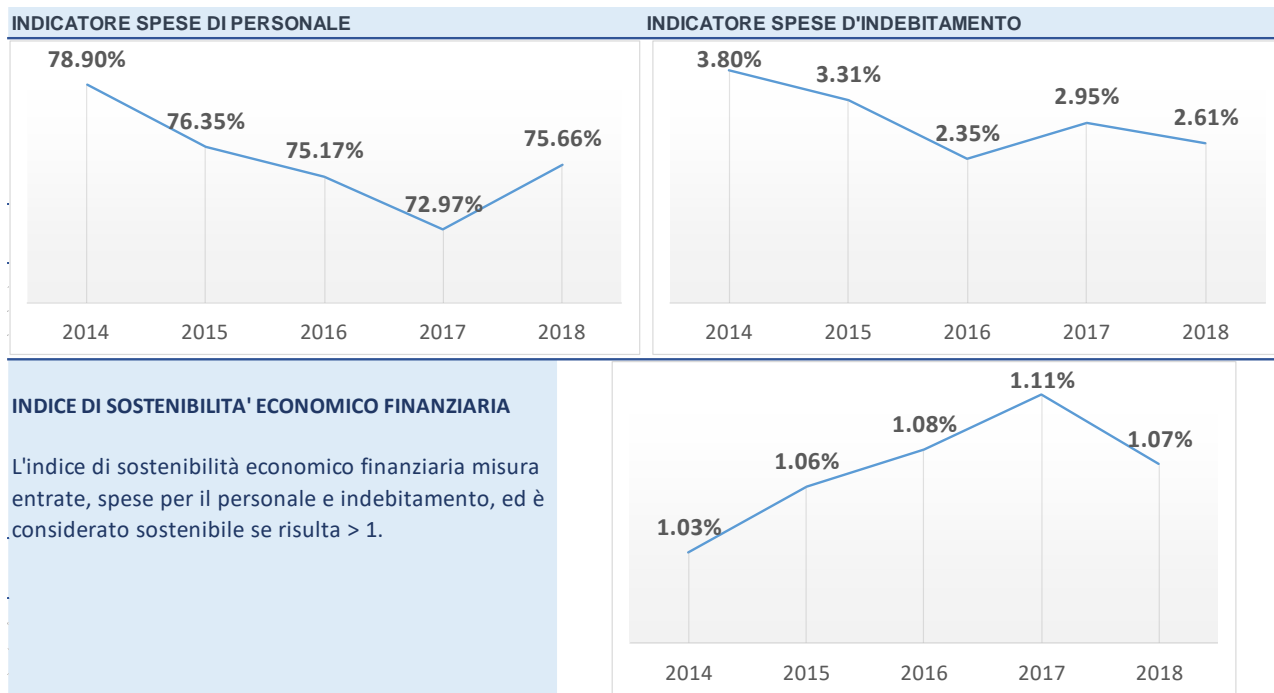 INDICATORE SPESE DI PERSONALE
78.90%
76.35%
75.17%
72.97%
75.66%
2014 2015 2016 2017 2018
INDICATORE SPESE D'INDEBITAMENTO
3.80%
3.31%
2.35%
2.95%
2.61%
2014 2015 2016 2017 2018
INDICE DI SOSTENIBILITA' ECONOMICO FINANZIARIA
L'indice di sostenibilità economico finanziaria misura
entrate, spese per il personale e indebitamento, ed è
considerato sostenibile se risulta > 1.
1.03%
1.06%
1.08%
1.11%
1.07%
2014 2015 2016 2017 2018